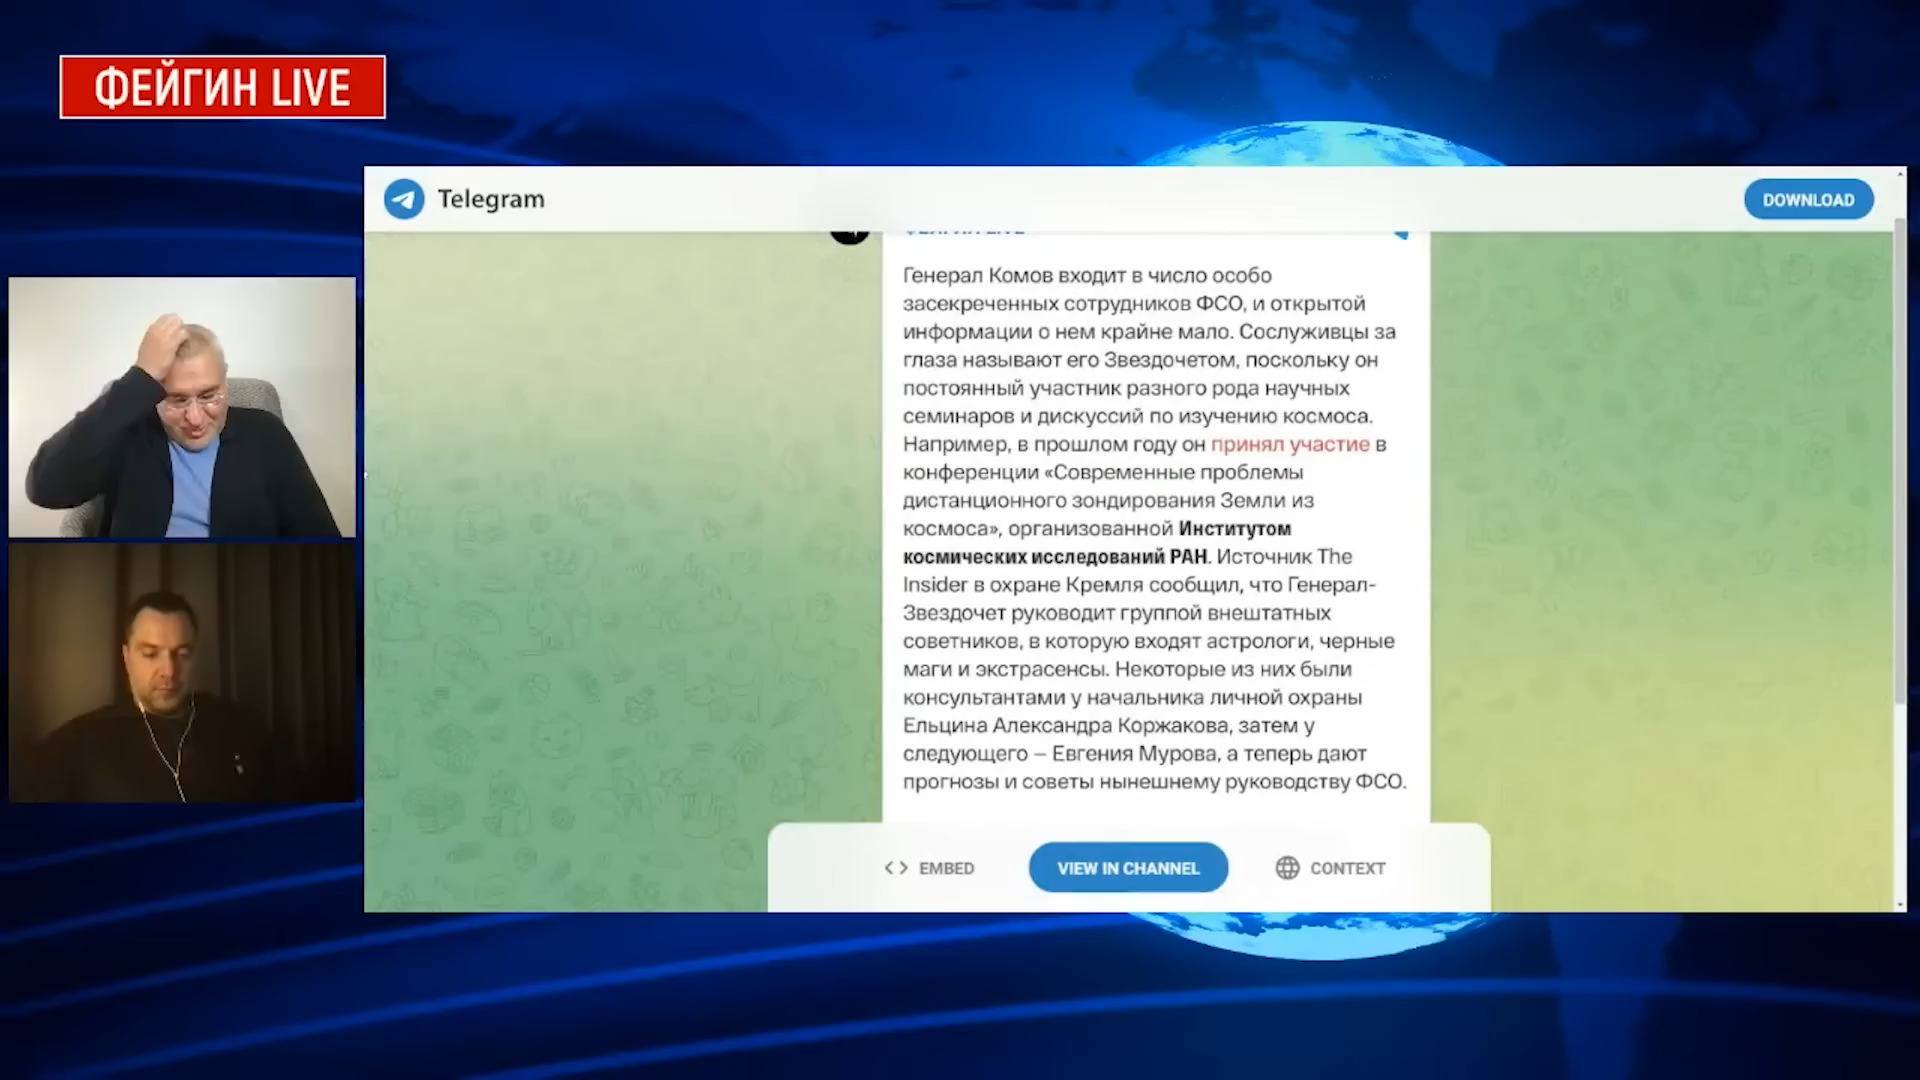 ФЕЙГИН LIVE
Telegram
DOWNLOAD
Генерал Комов входит в число особо
засекреченных сотрудников ФСО, и открытой
информации о нем крайне мало. Сослуживцы за
глаза называют его Звездочетом, поскольку он
постоянный участник разного рода научных
семинаров и дискуссий по изучению космоса.
Например, в прошлом году он принял участие в
конференции «Современные проблемы
дистанционного зондирования Земли из
космоса», организованной Институтом
космических исследований РАН. Источник The
Insider в охране Кремля сообщил, что Генерал-
Звездочет руководит группой внештатных
советников, в которую входят астрологи, черные
маги и экстрасенсы. Некоторые из них были
консультантами у начальника личной охраны
Ельцина Александра Коржакова, затем у
следующего – Евгения Мурова, а теперь дают
прогнозы и советы нынешнему руководству ФСО.
EMBED
VIEW IN CHANNEL
CONTEXT